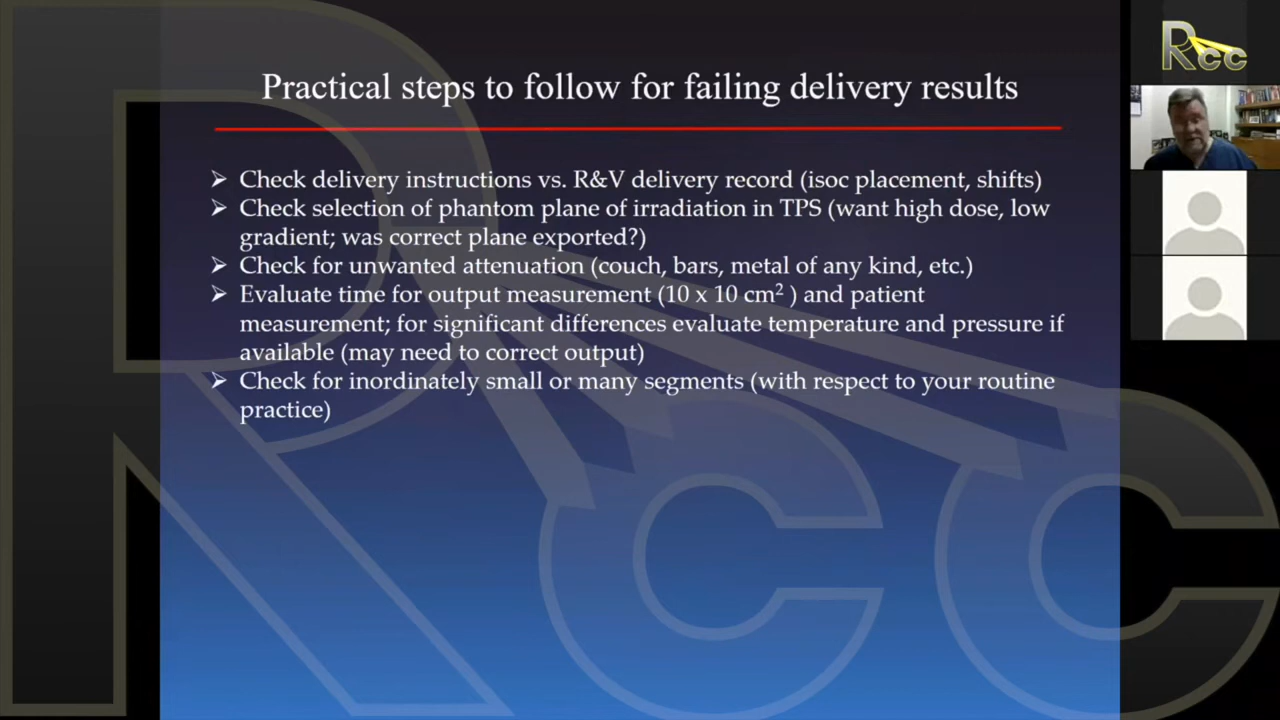 Practical steps to follow for failing delivery results
➢ Check delivery instructions vs. R&V delivery record (isoc placement, shifts)
➢ Check selection of phantom plane of irradiation in TPS (want high dose, low
gradient; was correct plane exported?)
➢ Check for unwanted attenuation (couch, bars, metal of any kind, etc.)
➢ Evaluate time for output measurement (10 x 10 cm² ) and patient
measurement; for significant differences evaluate temperature and pressure if
available (may need to correct output)
➢ Check for inordinately small or many segments (with respect to your routine
practice)
Rcc
Rcc